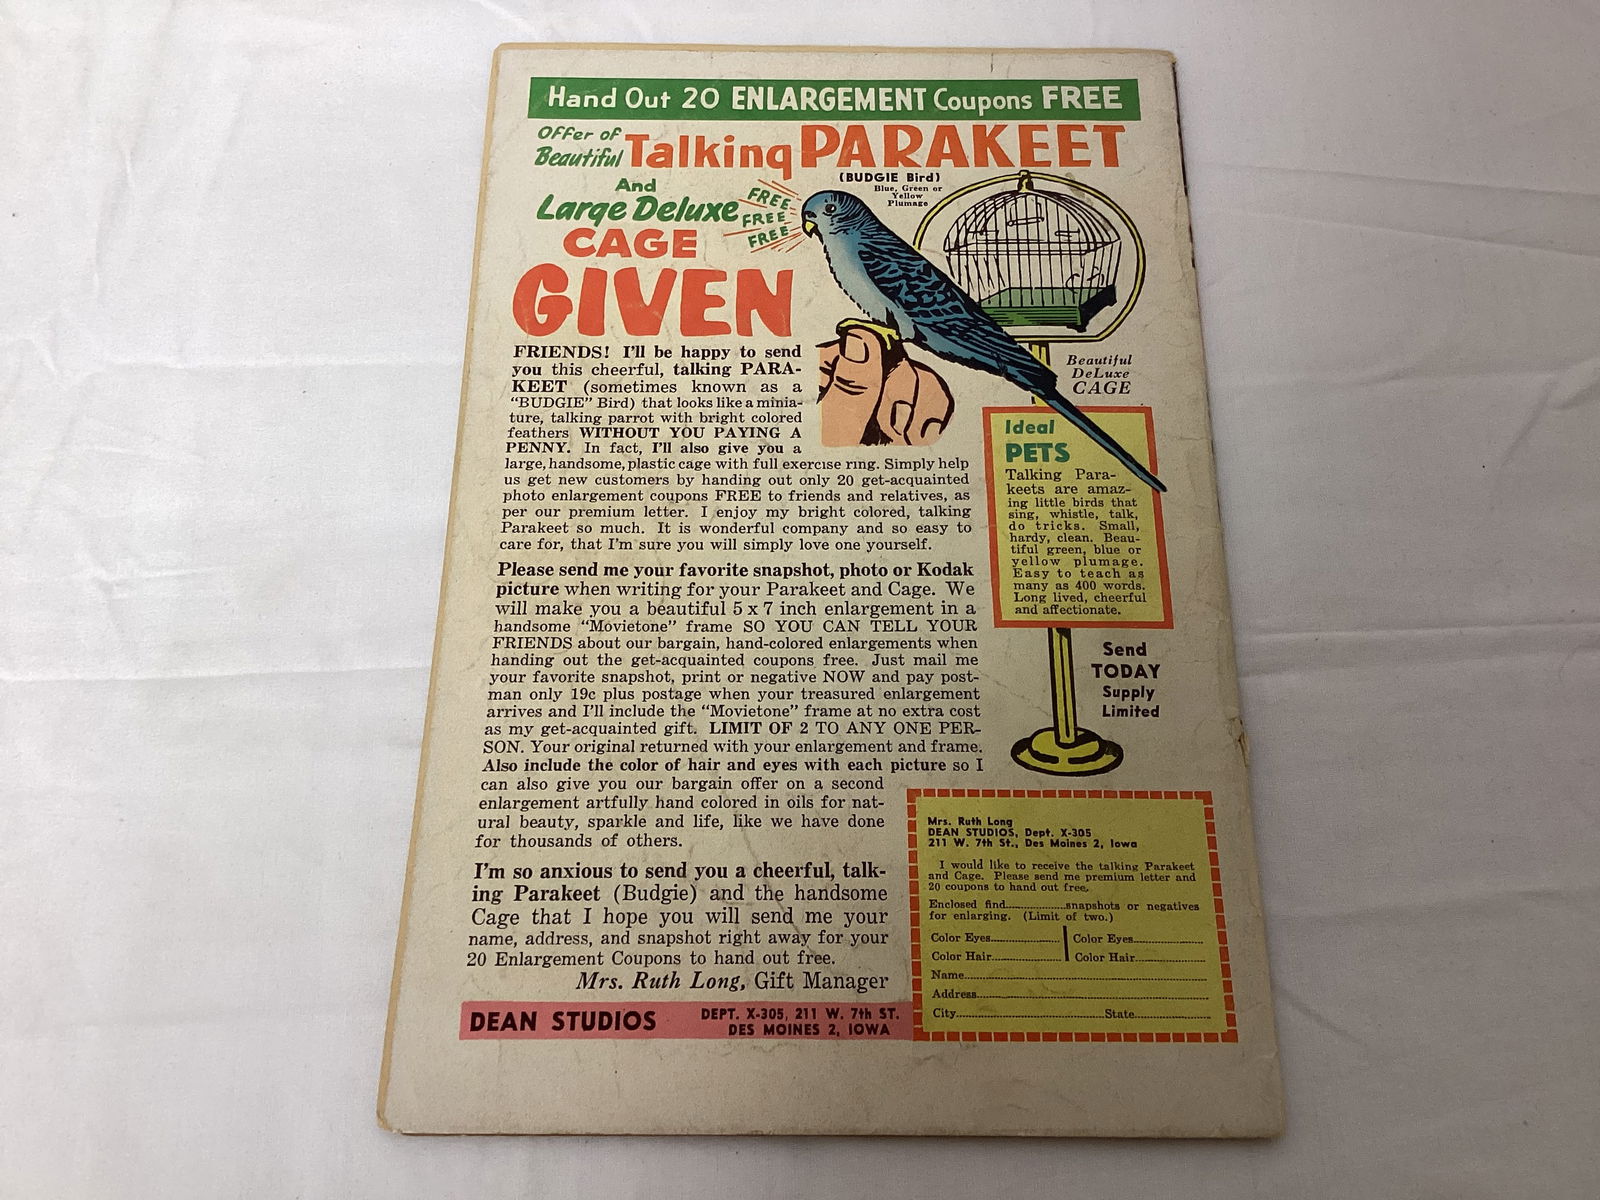 Hand Out 20 ENLARGEMENT Coupons FREE
Offer of
Beautiful Talking PARAKEET
(BUDGIE Bird)
Blue, Green or
Yellow
Plumage
And
Large Deluxe
CAGE
GIVEN
FREE
FREE
FREE
FRIENDS! I'll be happy to send
you this cheerful, talking PARA-
KEET (sometimes known as a
"BUDGIE" Bird) that looks like a minia-
ture, talking parrot with bright colored
feathers WITHOUT YOU PAYING A
PENNY. In fact, I'll also give you a
large, handsome, plastic cage with full exercise ring. Simply help
us get new customers by handing out only 20 get-acquainted
photo enlargement coupons FREE to friends and relatives, as
per our premium letter. I enjoy my bright colored, talking
Parakeet so much. It is wonderful company and so easy to
care for, that I'm sure you will simply love one yourself.
Please send me your favorite snapshot, photo or Kodak
picture when writing for your Parakeet and Cage. We
will make you a beautiful 5 x 7 inch enlargement in a
handsome "Movietone" frame SO YOU CAN TELL YOUR
FRIENDS about our bargain, hand-colored enlargements when
handing out the get-acquainted coupons free. Just mail me
your favorite snapshot, print or negative NOW and pay post-
man only 19c plus postage when your treasured enlargement
arrives and I'll include the "Movietone" frame at no extra cost
as my get-acquainted gift. LIMIT OF 2 TO ANY ONE PER-
SON. Your original returned with your enlargement and frame.
Also include the color of hair and eyes with each picture so I
can also give you our bargain offer on a second
enlargement artfully hand colored in oils for nat-
ural beauty, sparkle and life, like we have done
for thousands of others.
I'm so anxious to send you a cheerful, talk-
ing Parakeet (Budgie) and the handsome
Cage that I hope you will send me your
name, address, and snapshot right away for your
20 Enlargement Coupons to hand out free.
Mrs. Ruth Long, Gift Manager
DEAN STUDIOS
DEPT. X-305, 211 W. 7th ST.
DES MOINES 2, IOWA
Beautiful
DeLuxe
CAGE
Ideal
PETS
Talking Para-
keets are amaz-
ing little birds that
sing, whistle, talk,
do tricks. Small,
hardy, clean. Beau-
tiful green, blue or
yellow plumage.
Easy to teach as
many as 400 words.
Long lived, cheerful
and affectionate.
Send
TODAY
Supply
Limited
Mrs. Ruth Long
DEAN STUDIOS, Dept. X-305
211 W. 7th St., Des Moines 2, Iowa
I would like to receive the talking Parakeet
and Cage. Please send me premium letter and
20 coupons to hand out free.
Enclosed find..............snapshots or negatives
for enlarging. (Limit of two.)
Color Eyes.................. Color Eyes..................
Color Hair.................. Color Hair..................
Name..................
Address..................
City..................State..................